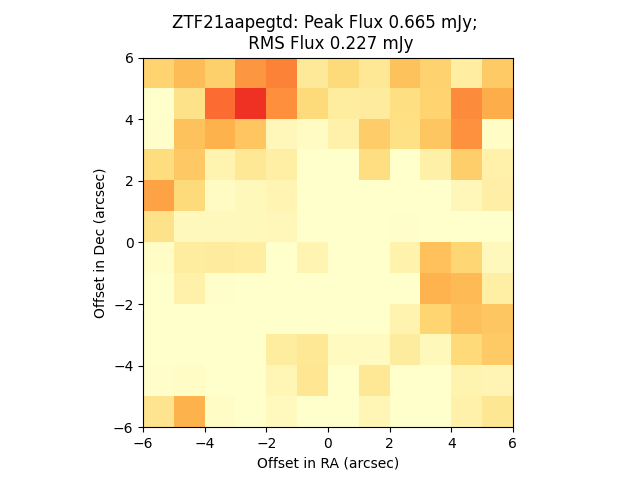 ZTF21aapegtd: Peak Flux 0.665 mJy;
RMS Flux 0.227 mJy
6
4
2
0
−2
−4
−6
Offset in Dec (arcsec)
−6 −4 −2 0 2 4 6
Offset in RA (arcsec)